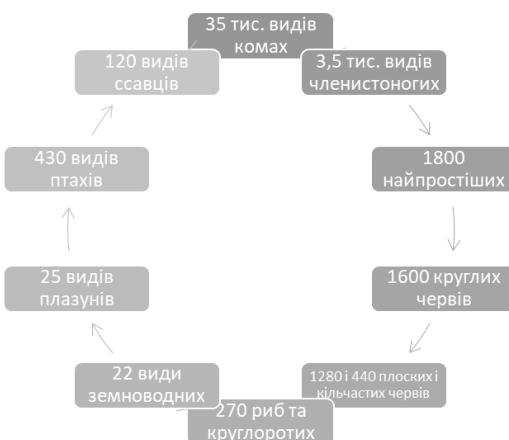 35 тис. видів
комах
3,5 тис. видів
членистоногих
1800
найпростіших
1600 круглих
червів
1280 і 440 плоских і
кільчастих червів
270 риб та
круглоротих
22 види
земноводних
25 видів
плазунів
430 видів
птахів
120 видів
ссавців